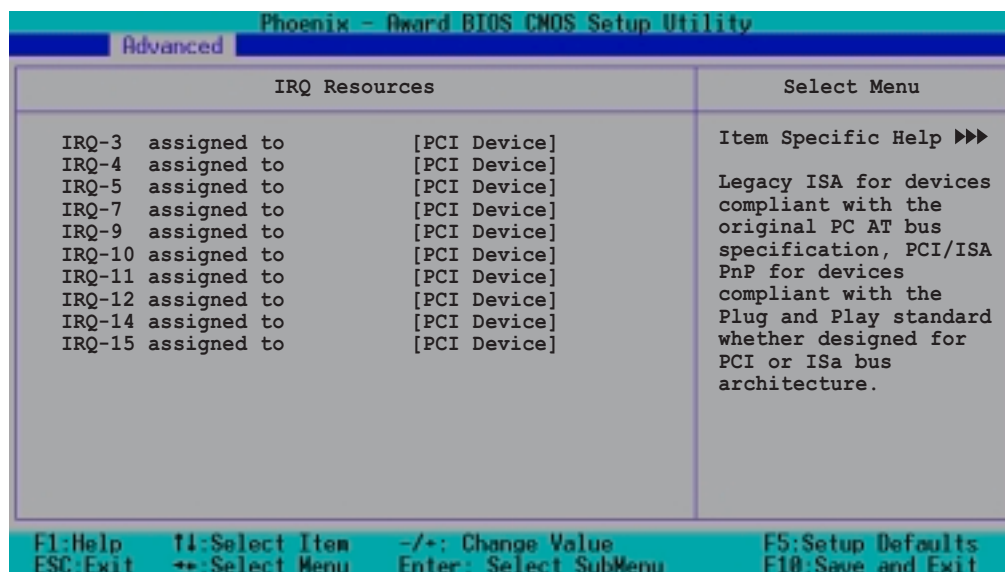 Phoenix - Award BIOS CMOS Setup Utility
Advanced
IRQ Resources
Select Menu
IRQ-3 assigned to [PCI Device]
IRQ-4 assigned to [PCI Device]
IRQ-5 assigned to [PCI Device]
IRQ-7 assigned to [PCI Device]
IRQ-9 assigned to [PCI Device]
IRQ-10 assigned to [PCI Device]
IRQ-11 assigned to [PCI Device]
IRQ-12 assigned to [PCI Device]
IRQ-14 assigned to [PCI Device]
IRQ-15 assigned to [PCI Device]
Item Specific Help ▶▶▶
Legacy ISA for devices
compliant with the
original PC AT bus
specification, PCI/ISA
PnP for devices
compliant with the
Plug and Play standard
whether designed for
PCI or ISa bus
architecture.
F1:Help ↑↓:Select Item -/+: Change Value F5:Setup Defaults
ESC:Exit ↔:Select Menu Enter: Select SubMenu F10:Save and Exit